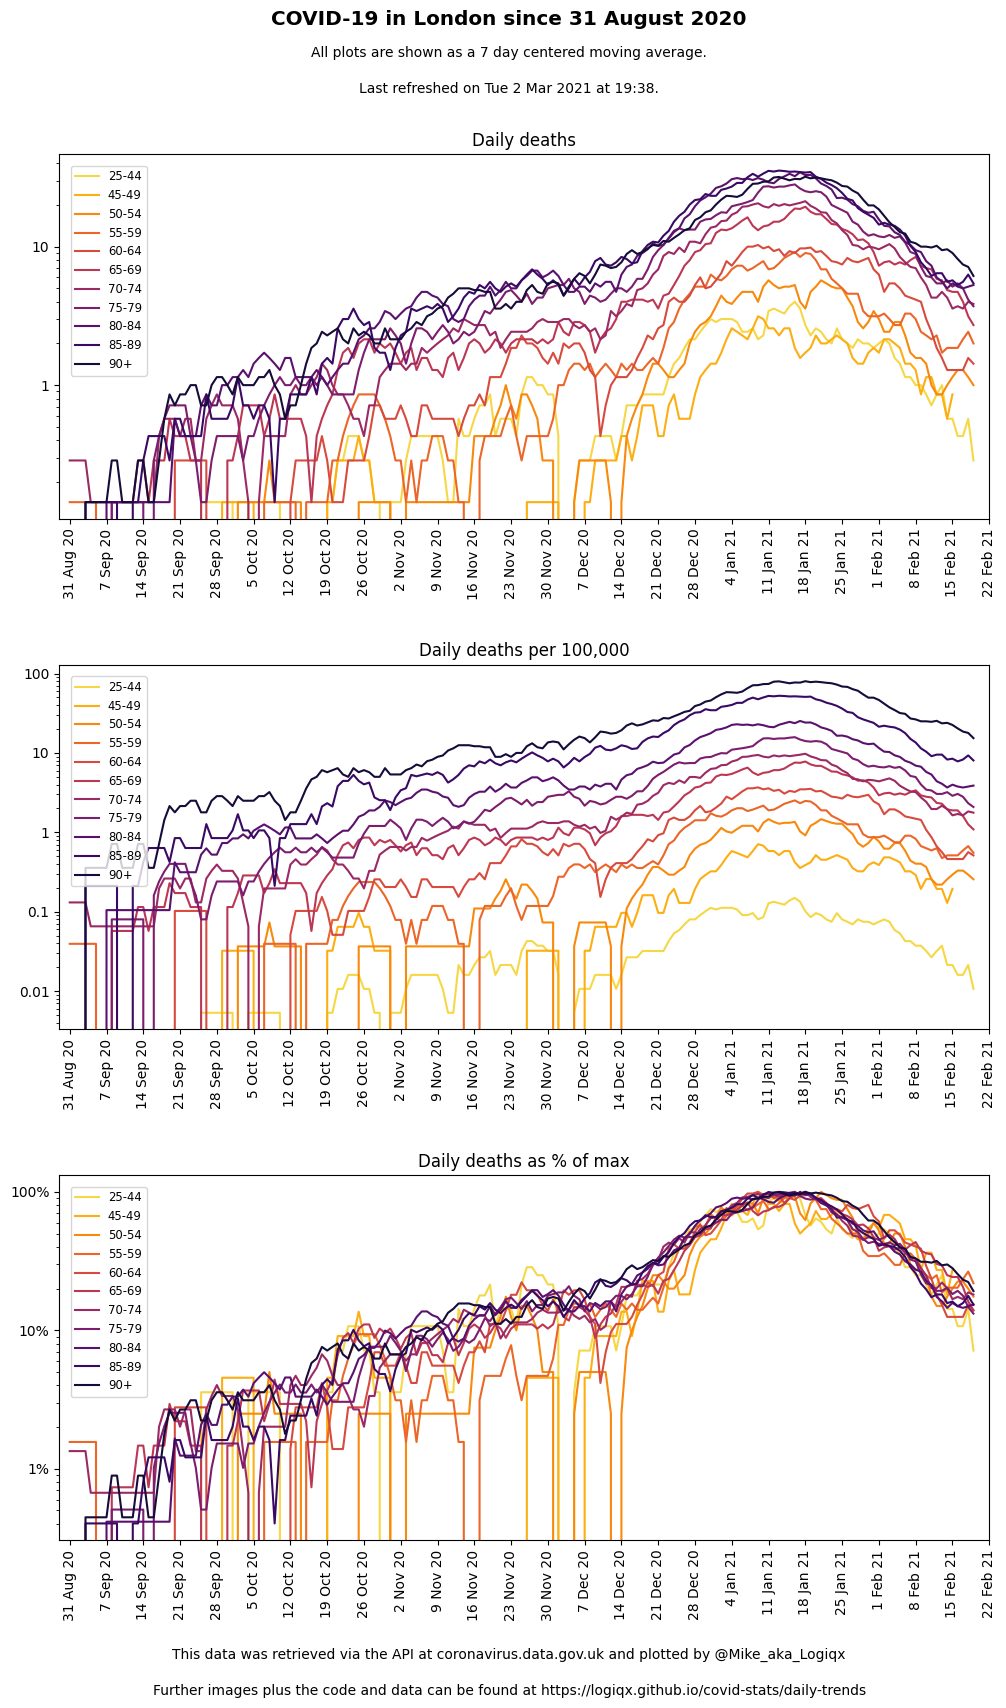 COVID-19 in London since 31 August 2020
All plots are shown as a 7 day centered moving average.
Last refreshed on Tue 2 Mar 2021 at 19:38.
Daily deaths
25-44
45-49
50-54
55-59
60-64
65-69
70-74
75-79
80-84
85-89
90+
10
1
31 Aug 20
7 Sep 20
14 Sep 20
21 Sep 20
28 Sep 20
5 Oct 20
12 Oct 20
19 Oct 20
26 Oct 20
2 Nov 20
9 Nov 20
16 Nov 20
23 Nov 20
30 Nov 20
7 Dec 20
14 Dec 20
21 Dec 20
28 Dec 20
4 Jan 21
11 Jan 21
18 Jan 21
25 Jan 21
1 Feb 21
8 Feb 21
15 Feb 21
22 Feb 21
Daily deaths per 100,000
25-44
45-49
50-54
55-59
60-64
65-69
70-74
75-79
80-84
85-89
90+
100
10
1
0.1
0.01
31 Aug 20
7 Sep 20
14 Sep 20
21 Sep 20
28 Sep 20
5 Oct 20
12 Oct 20
19 Oct 20
26 Oct 20
2 Nov 20
9 Nov 20
16 Nov 20
23 Nov 20
30 Nov 20
7 Dec 20
14 Dec 20
21 Dec 20
28 Dec 20
4 Jan 21
11 Jan 21
18 Jan 21
25 Jan 21
1 Feb 21
8 Feb 21
15 Feb 21
22 Feb 21
Daily deaths as % of max
25-44
45-49
50-54
55-59
60-64
65-69
70-74
75-79
80-84
85-89
90+
100%
10%
1%
31 Aug 20
7 Sep 20
14 Sep 20
21 Sep 20
28 Sep 20
5 Oct 20
12 Oct 20
19 Oct 20
26 Oct 20
2 Nov 20
9 Nov 20
16 Nov 20
23 Nov 20
30 Nov 20
7 Dec 20
14 Dec 20
21 Dec 20
28 Dec 20
4 Jan 21
11 Jan 21
18 Jan 21
25 Jan 21
1 Feb 21
8 Feb 21
15 Feb 21
22 Feb 21
This data was retrieved via the API at coronavirus.data.gov.uk and plotted by @Mike_aka_Logiqx
Further images plus the code and data can be found at https://logiqx.github.io/covid-stats/daily-trends